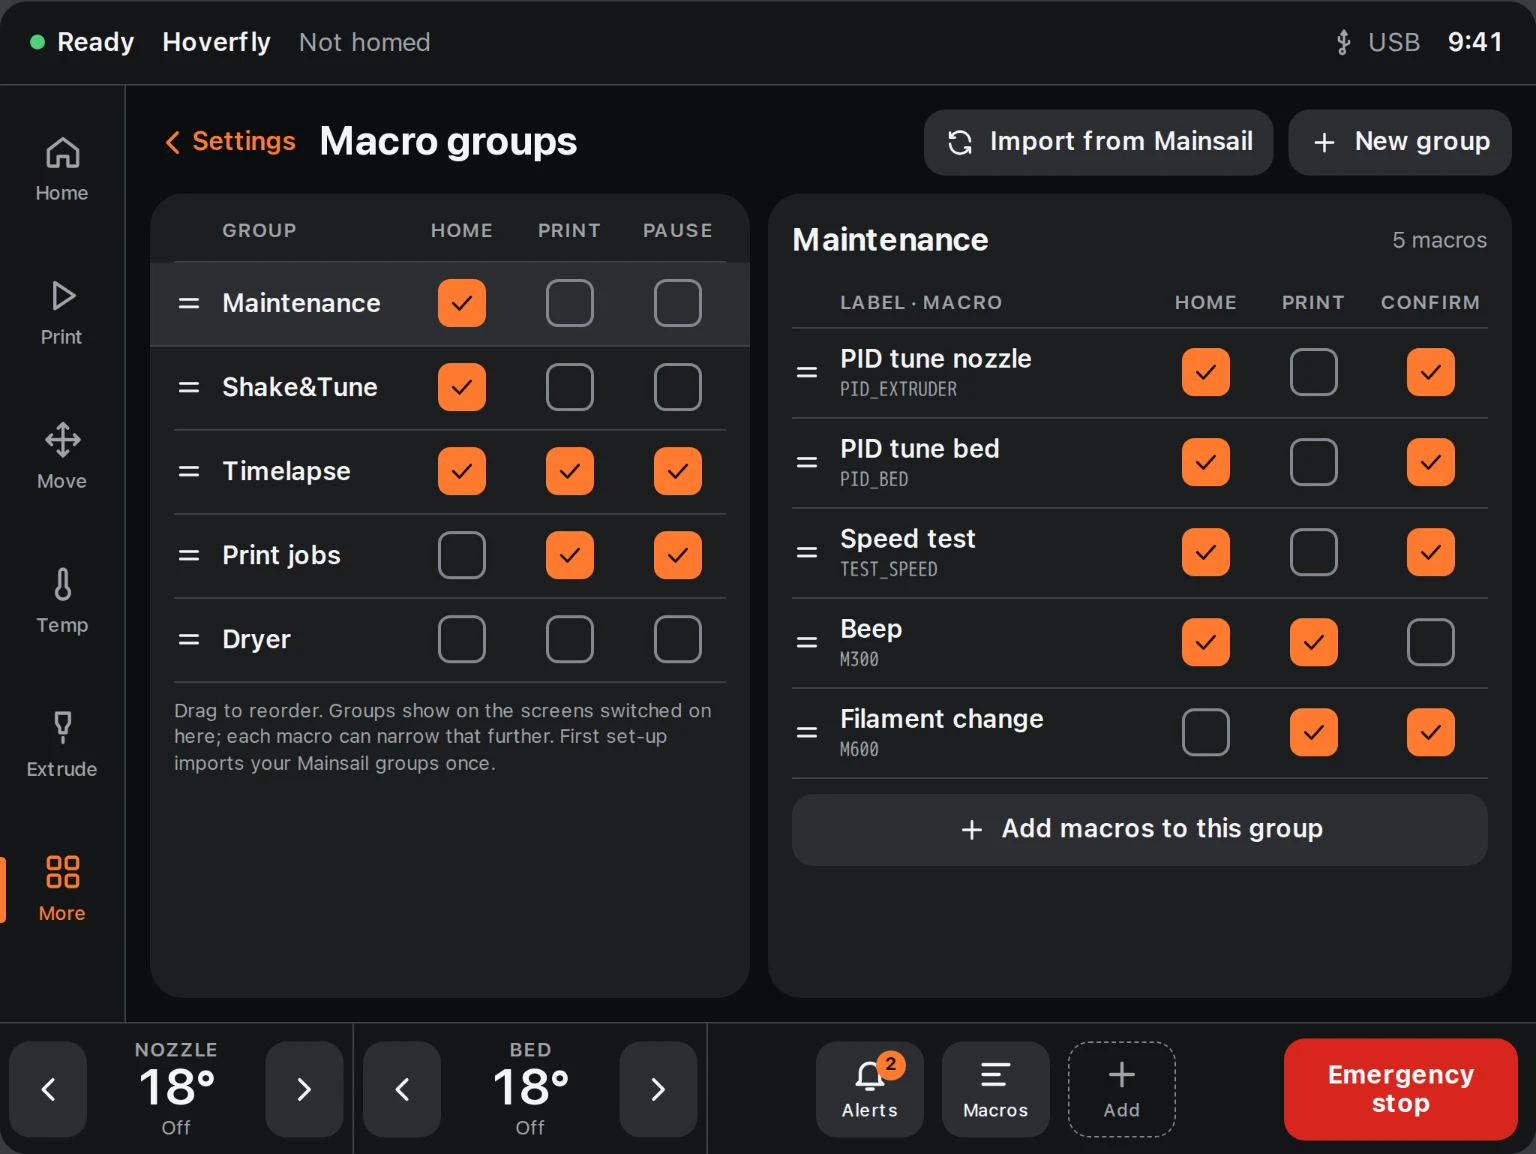 Ready Hoverfly Not homed USB 9:41
Settings Macro groups Import from Mainsail New group
Home
Print
Move
Temp
Extrude
More
GROUP HOME PRINT PAUSE
Maintenance
Shake&Tune
Timelapse
Print jobs
Dryer
Drag to reorder. Groups show on the screens switched on
here; each macro can narrow that further. First set-up
imports your Mainsail groups once.
Maintenance 5 macros
LABEL · MACRO HOME PRINT CONFIRM
PID tune nozzle
PID_EXTRUDER
PID tune bed
PID_BED
Speed test
TEST_SPEED
Beep
M300
Filament change
M600
Add macros to this group
NOZZLE
18°
Off
BED
18°
Off
2
Alerts
Macros
Add
Emergency
stop